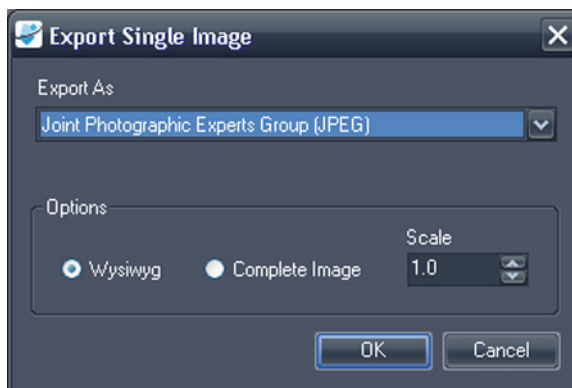 Export Single Image
Export As
Joint Photographic Experts Group (JPEG)
Options
Wysiwyg
Complete Image
Scale
1.0
OK
Cancel